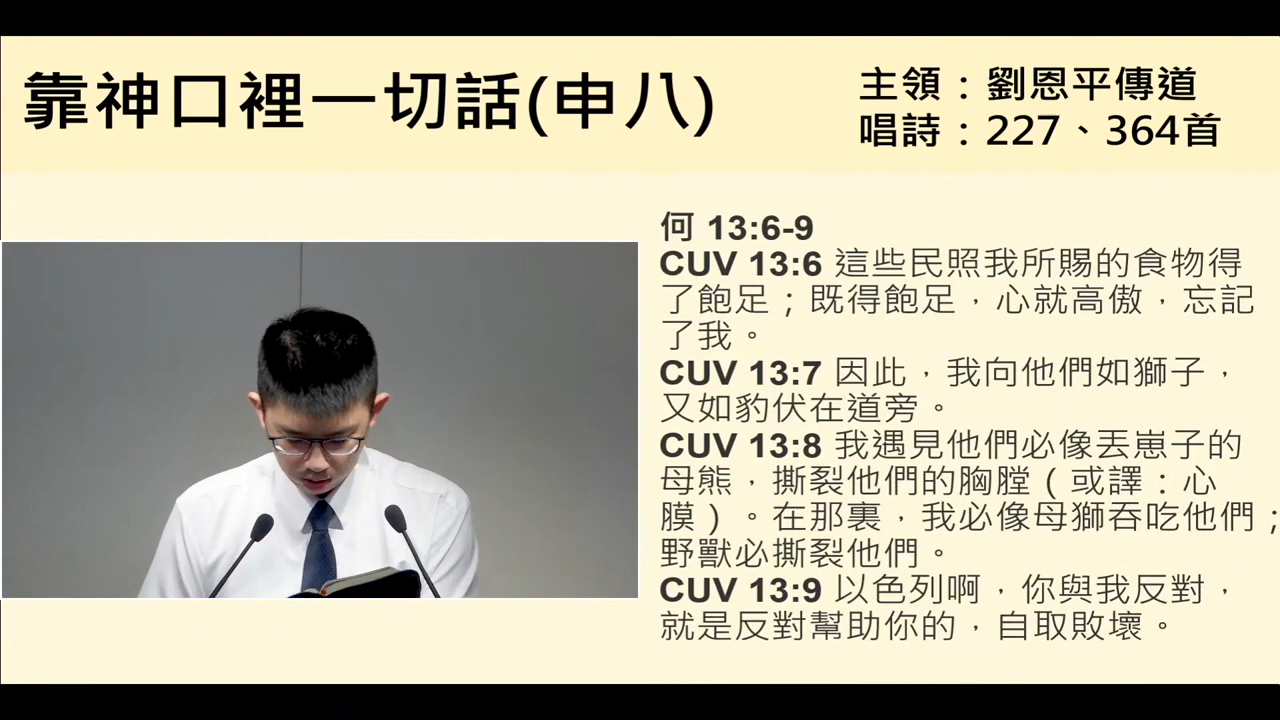 靠神口裡一切話(申八)
主領：劉恩平傳道
唱詩：227、364首
何 13:6-9
CUV 13:6 這些民照我所賜的食物得
了飽足；既得飽足，心就高傲，忘記
了我。
CUV 13:7 因此，我向他們如獅子，
又如豹伏在道旁。
CUV 13:8 我遇見他們必像丟崽子的
母熊，撕裂他們的胸膛（或譯：心
膜）。在那裏，我必像母獅吞吃他們；
野獸必撕裂他們。
CUV 13:9 以色列啊，你與我反對，
就是反對幫助你的，自取敗壞。